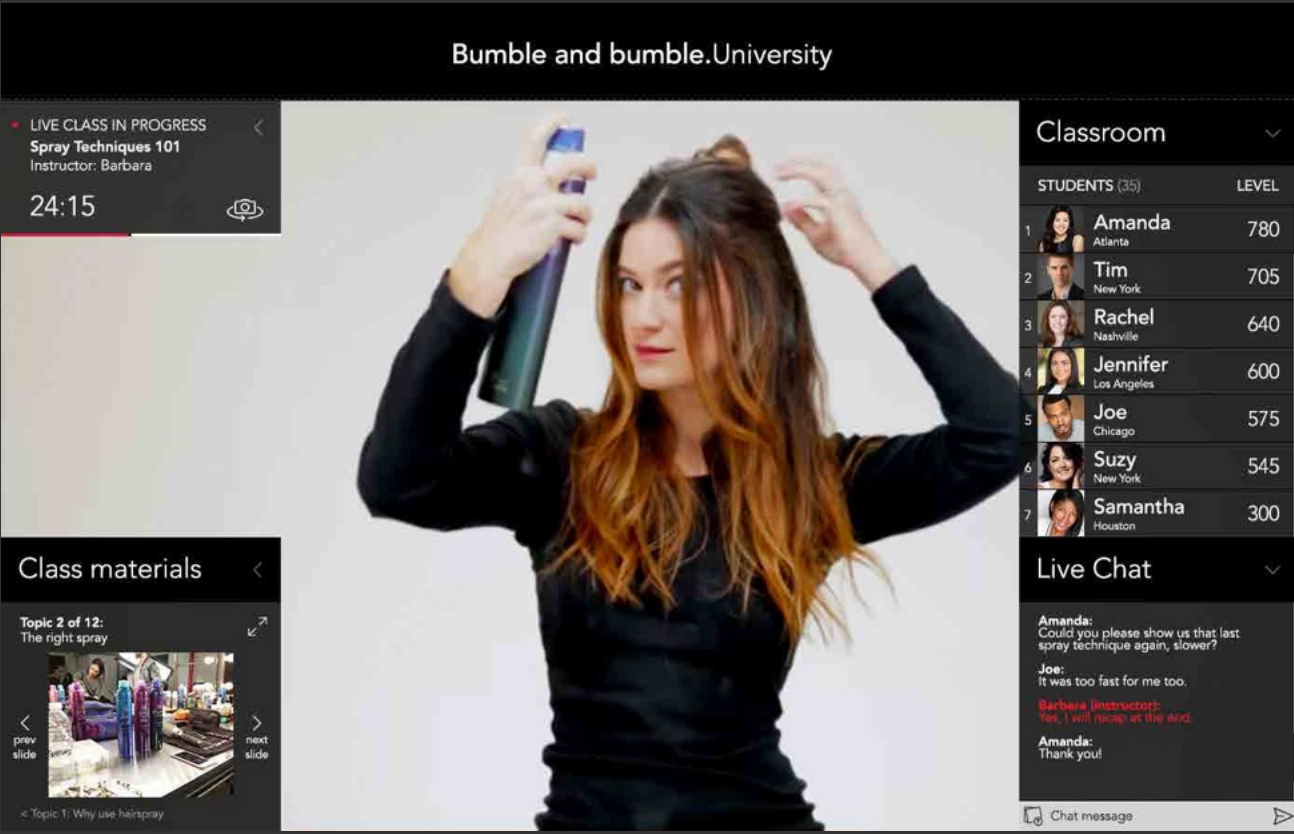 Bumble and bumble.University
LIVE CLASS IN PROGRESS
Spray Techniques 101
Instructor: Barbara
24:15
Class materials
Topic 2 of 12:
The right spray
prev
slide
next
slide
< Topic 1: Why use hairspray
Classroom
STUDENTS (35) LEVEL
1 Amanda 780
Atlanta
2 Tim 705
New York
3 Rachel 640
Nashville
4 Jennifer 600
Los Angeles
5 Joe 575
Chicago
6 Suzy 545
New York
7 Samantha 300
Houston
Live Chat
Amanda:
Could you please show us that last
spray technique again, slower?
Joe:
It was too fast for me too.
Barbara (instructor):
Yes, I will recap at the end.
Amanda:
Thank you!
Chat message